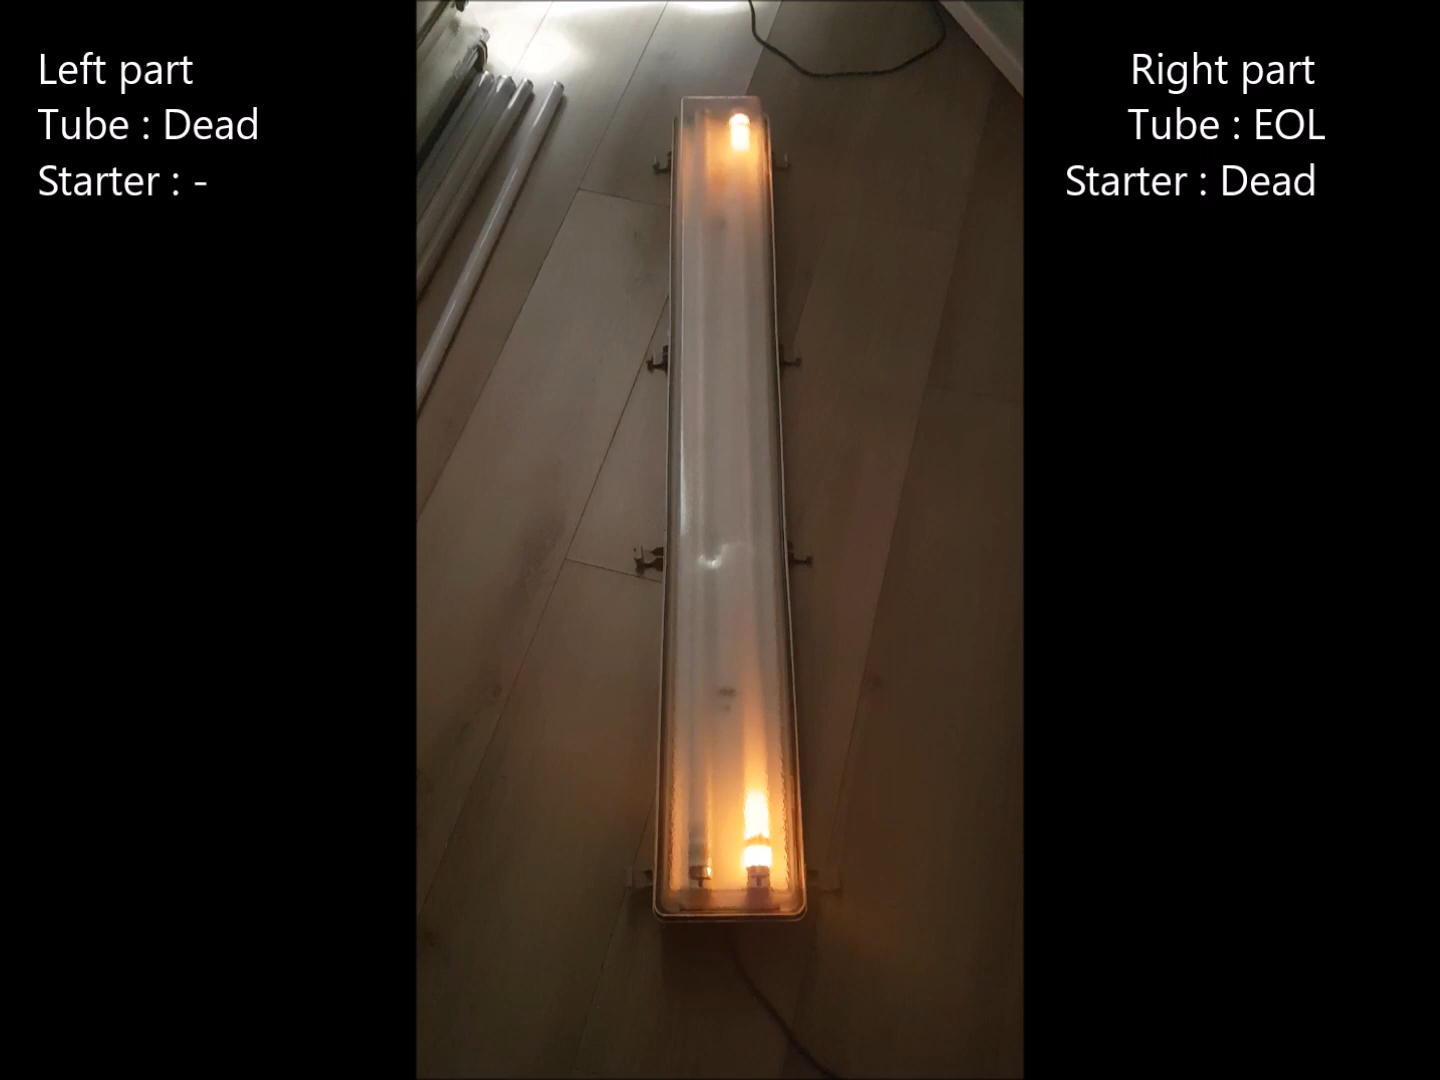 Left part
Tube : Dead
Starter : -
Right part
Tube : EOL
Starter : Dead